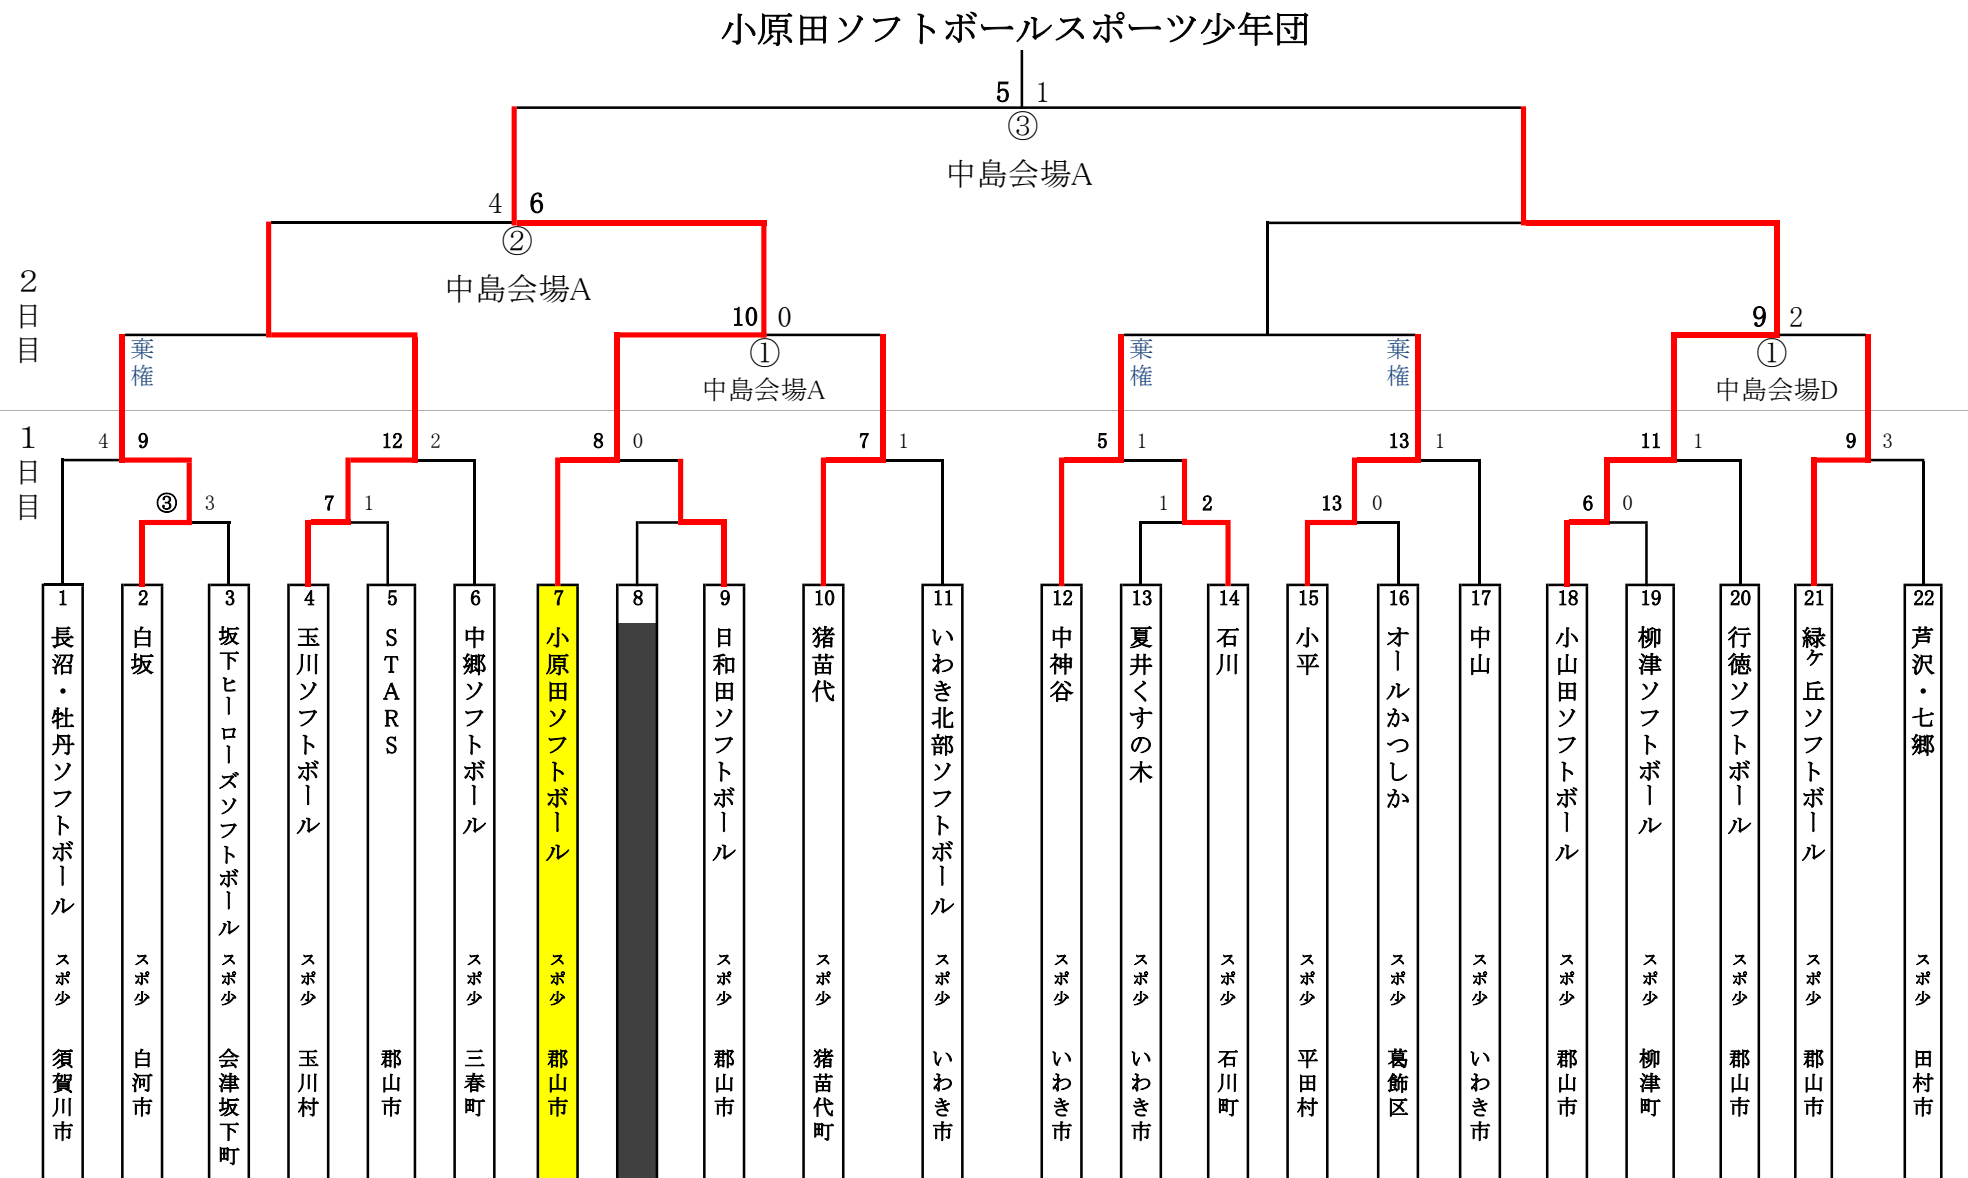 小原田ソフトボールスポーツ少年団
5 1
③
中島会場A
4 6
②
中島会場A
2日目
10 0
①
中島会場A
9 2
①
中島会場D
棄権
棄権
棄権
1日目
4 9
12 2
8 0
7 1
5 1
13 1
11 1
9 3
③ 3
7 1
1 2
13 0
6 0
1 長沼・牡丹ソフトボール スポ少 須賀川市
2 白坂 スポ少 白河市
3 坂下ヒーローズソフトボール スポ少 会津坂下町
4 玉川ソフトボール スポ少 玉川村
5 STARS 郡山市
6 中郷ソフトボール スポ少 三春町
7 小原田ソフトボール スポ少 郡山市
8
9 日和田ソフトボール スポ少 郡山市
10 猪苗代 スポ少 猪苗代町
11 いわき北部ソフトボール スポ少 いわき市
12 中神谷 スポ少 いわき市
13 夏井くすの木 スポ少 いわき市
14 石川 スポ少 石川町
15 小平 スポ少 平田村
16 オールかつしか スポ少 葛飾区
17 中山 スポ少 いわき市
18 小山田ソフトボール スポ少 郡山市
19 柳津ソフトボール スポ少 柳津町
20 行徳ソフトボール スポ少 郡山市
21 緑ケ丘ソフトボール スポ少 郡山市
22 芦沢・七郷 スポ少 田村市